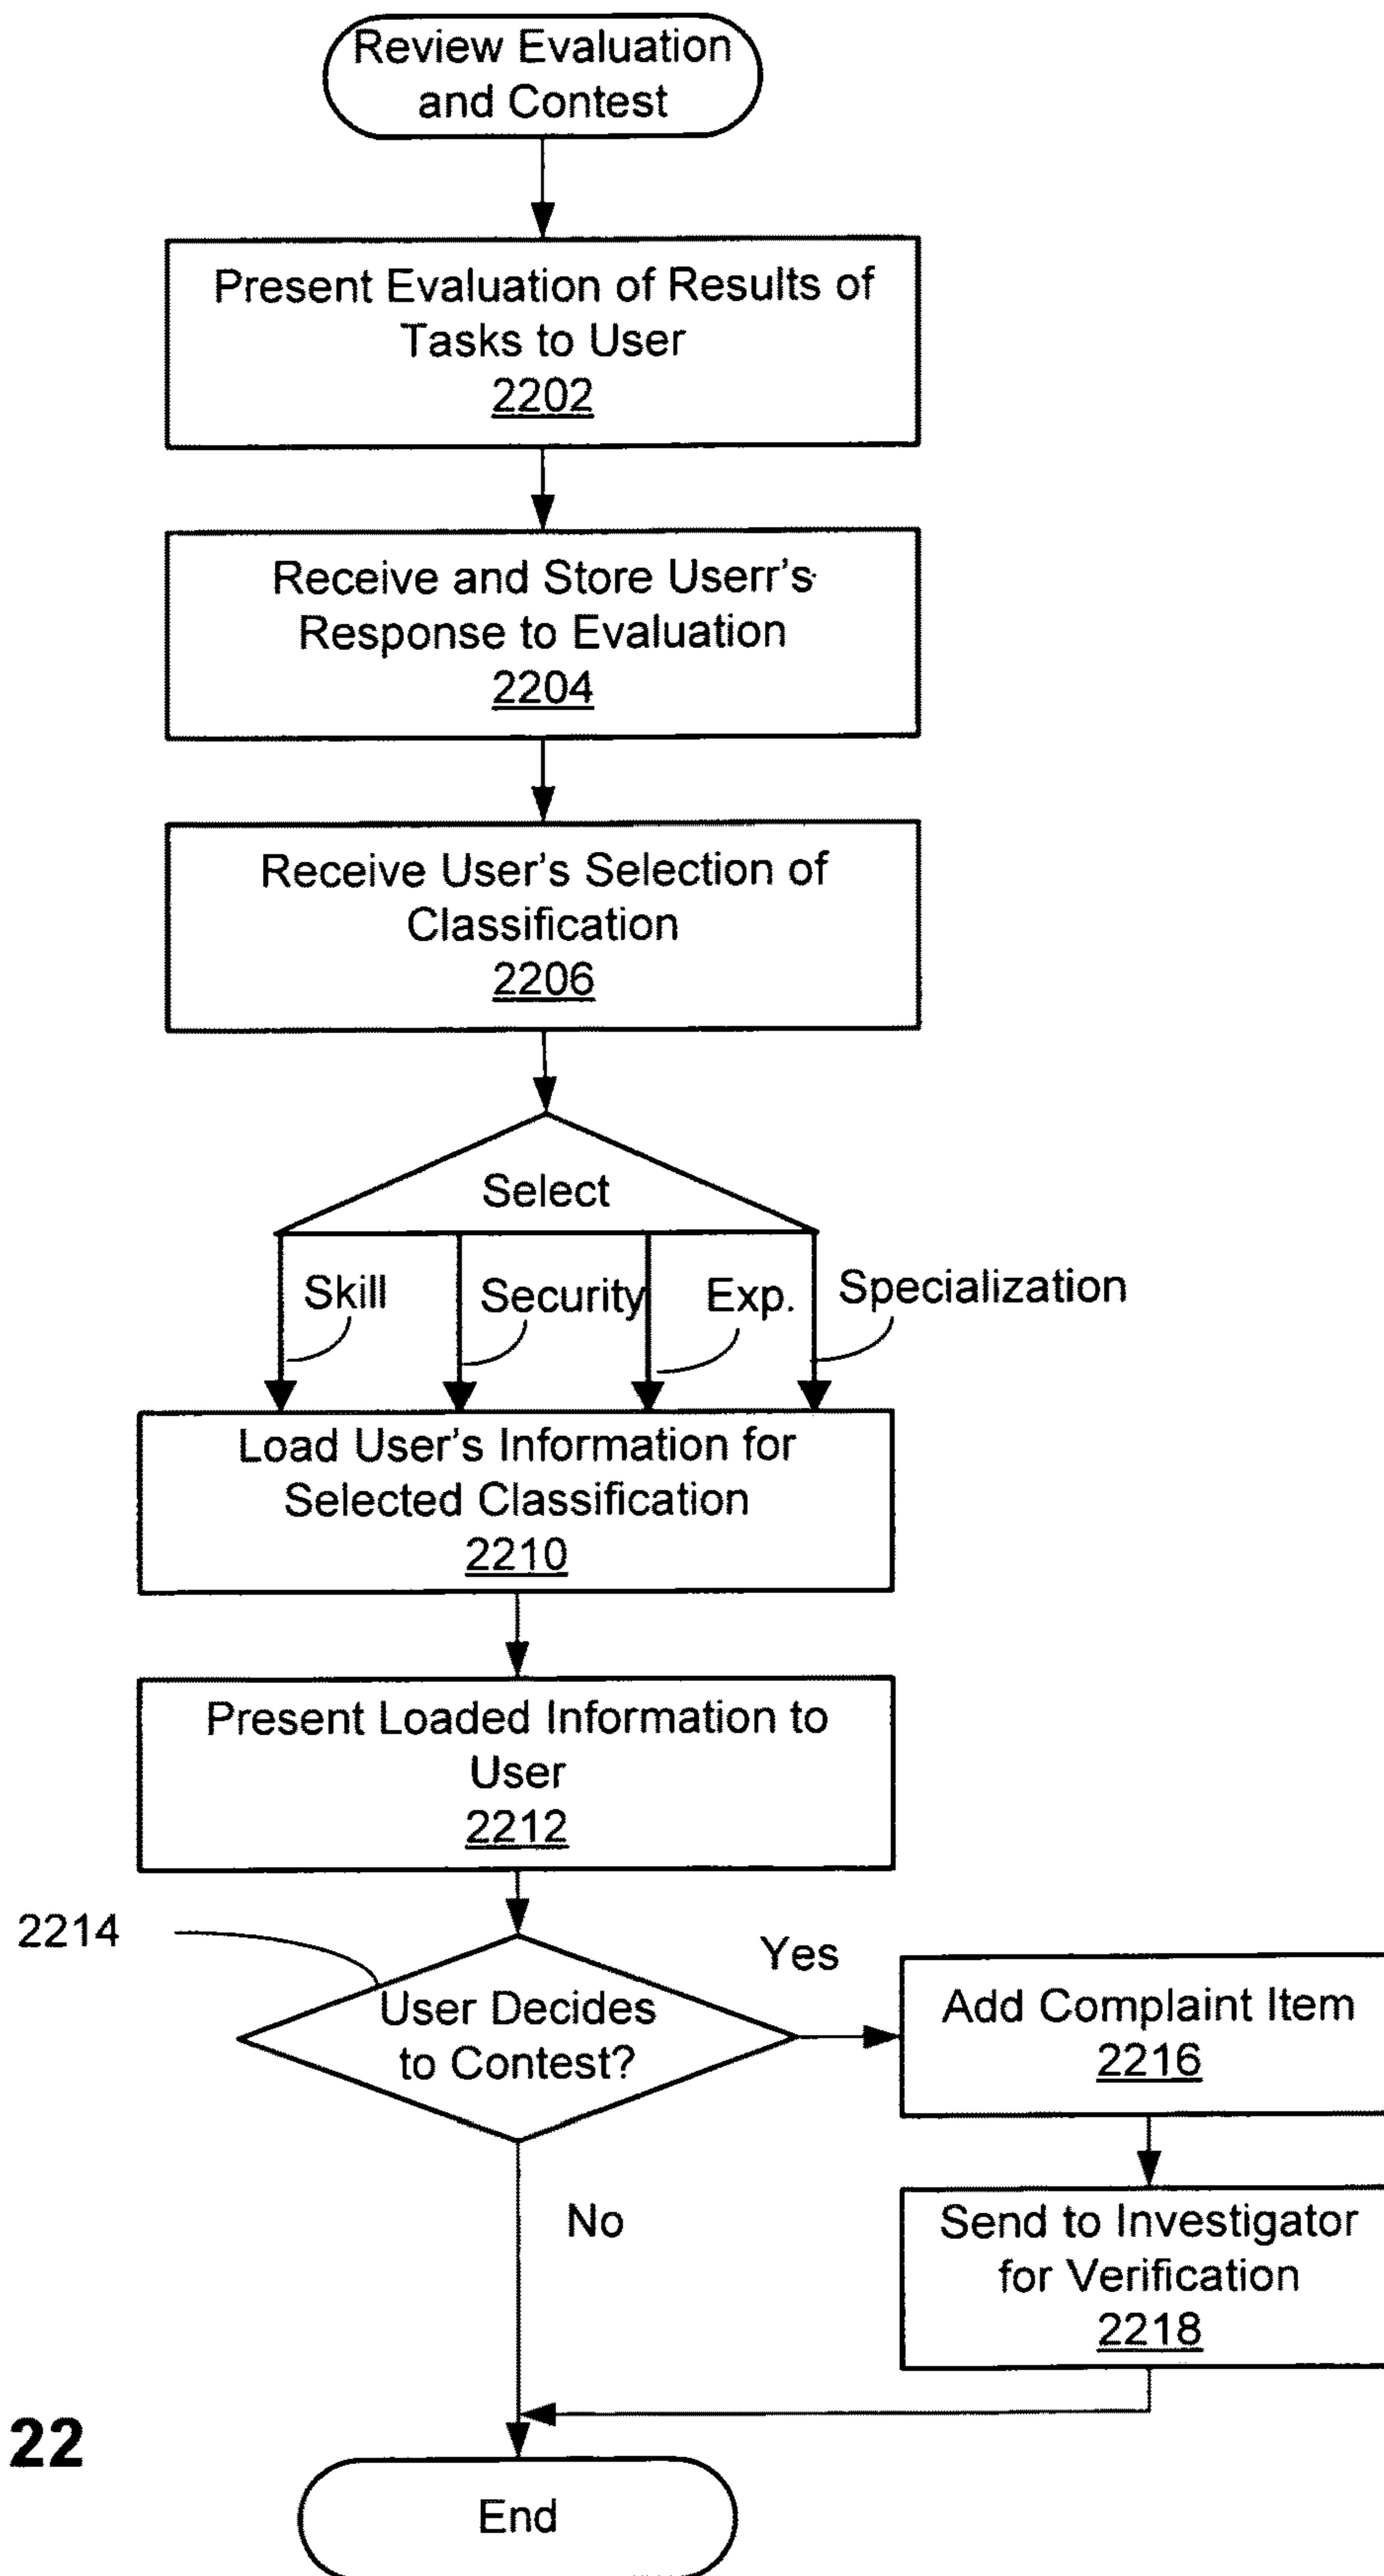 Review Evaluation
and Contest
Present Evaluation of Results of
Tasks to User
2202
Receive and Store Userr's
Response to Evaluation
2204
Receive User's Selection of
Classification
2206
Select
Skill
Security
Exp.
Specialization
Load User's Information for
Selected Classification
2210
Present Loaded Information to
User
2212
2214
User Decides
to Contest?
Yes
Add Complaint Item
2216
No
Send to Investigator
for Verification
2218
22
End